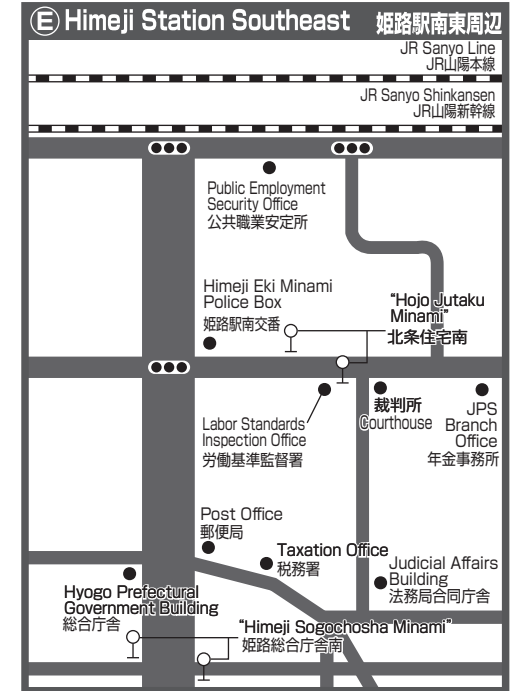 Ⓔ Himeji Station Southeast 姫路駅南東周辺
JR Sanyo Line
JR山陽本線
JR Sanyo Shinkansen
JR山陽新幹線
Public Employment
Security Office
公共職業安定所
Himeji Eki Minami
Police Box
姫路駅南交番
“Hojo Jutaku
Minami”
北条住宅南
Labor Standards
Inspection Office
労働基準監督署
裁判所
Courthouse
JPS
Branch
Office
年金事務所
Post Office
郵便局
Taxation Office
税務署
Judicial Affairs
Building
法務局合同庁舎
Hyogo Prefectural
Government Building
総合庁舎
“Himeji Sogochosha Minami”
姫路総合庁舎南